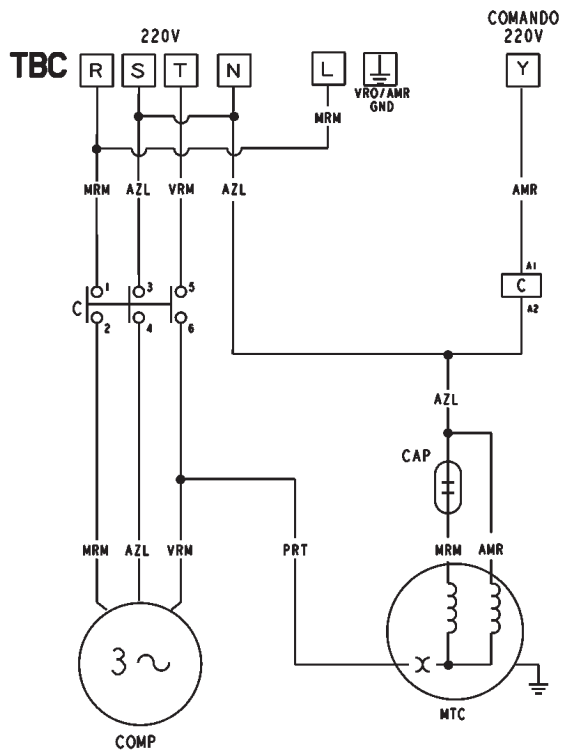 COMANDO
220V
220V
TBC
R S T N L Y
VRO/AMR
GND
MRM
MRM AZL VRM AZL AMR
A1
C
A2
C
1 3 5
2 4 6
AZL
CAP
MRM AZL VRM PRT MRM AMR
3
MTC
COMP